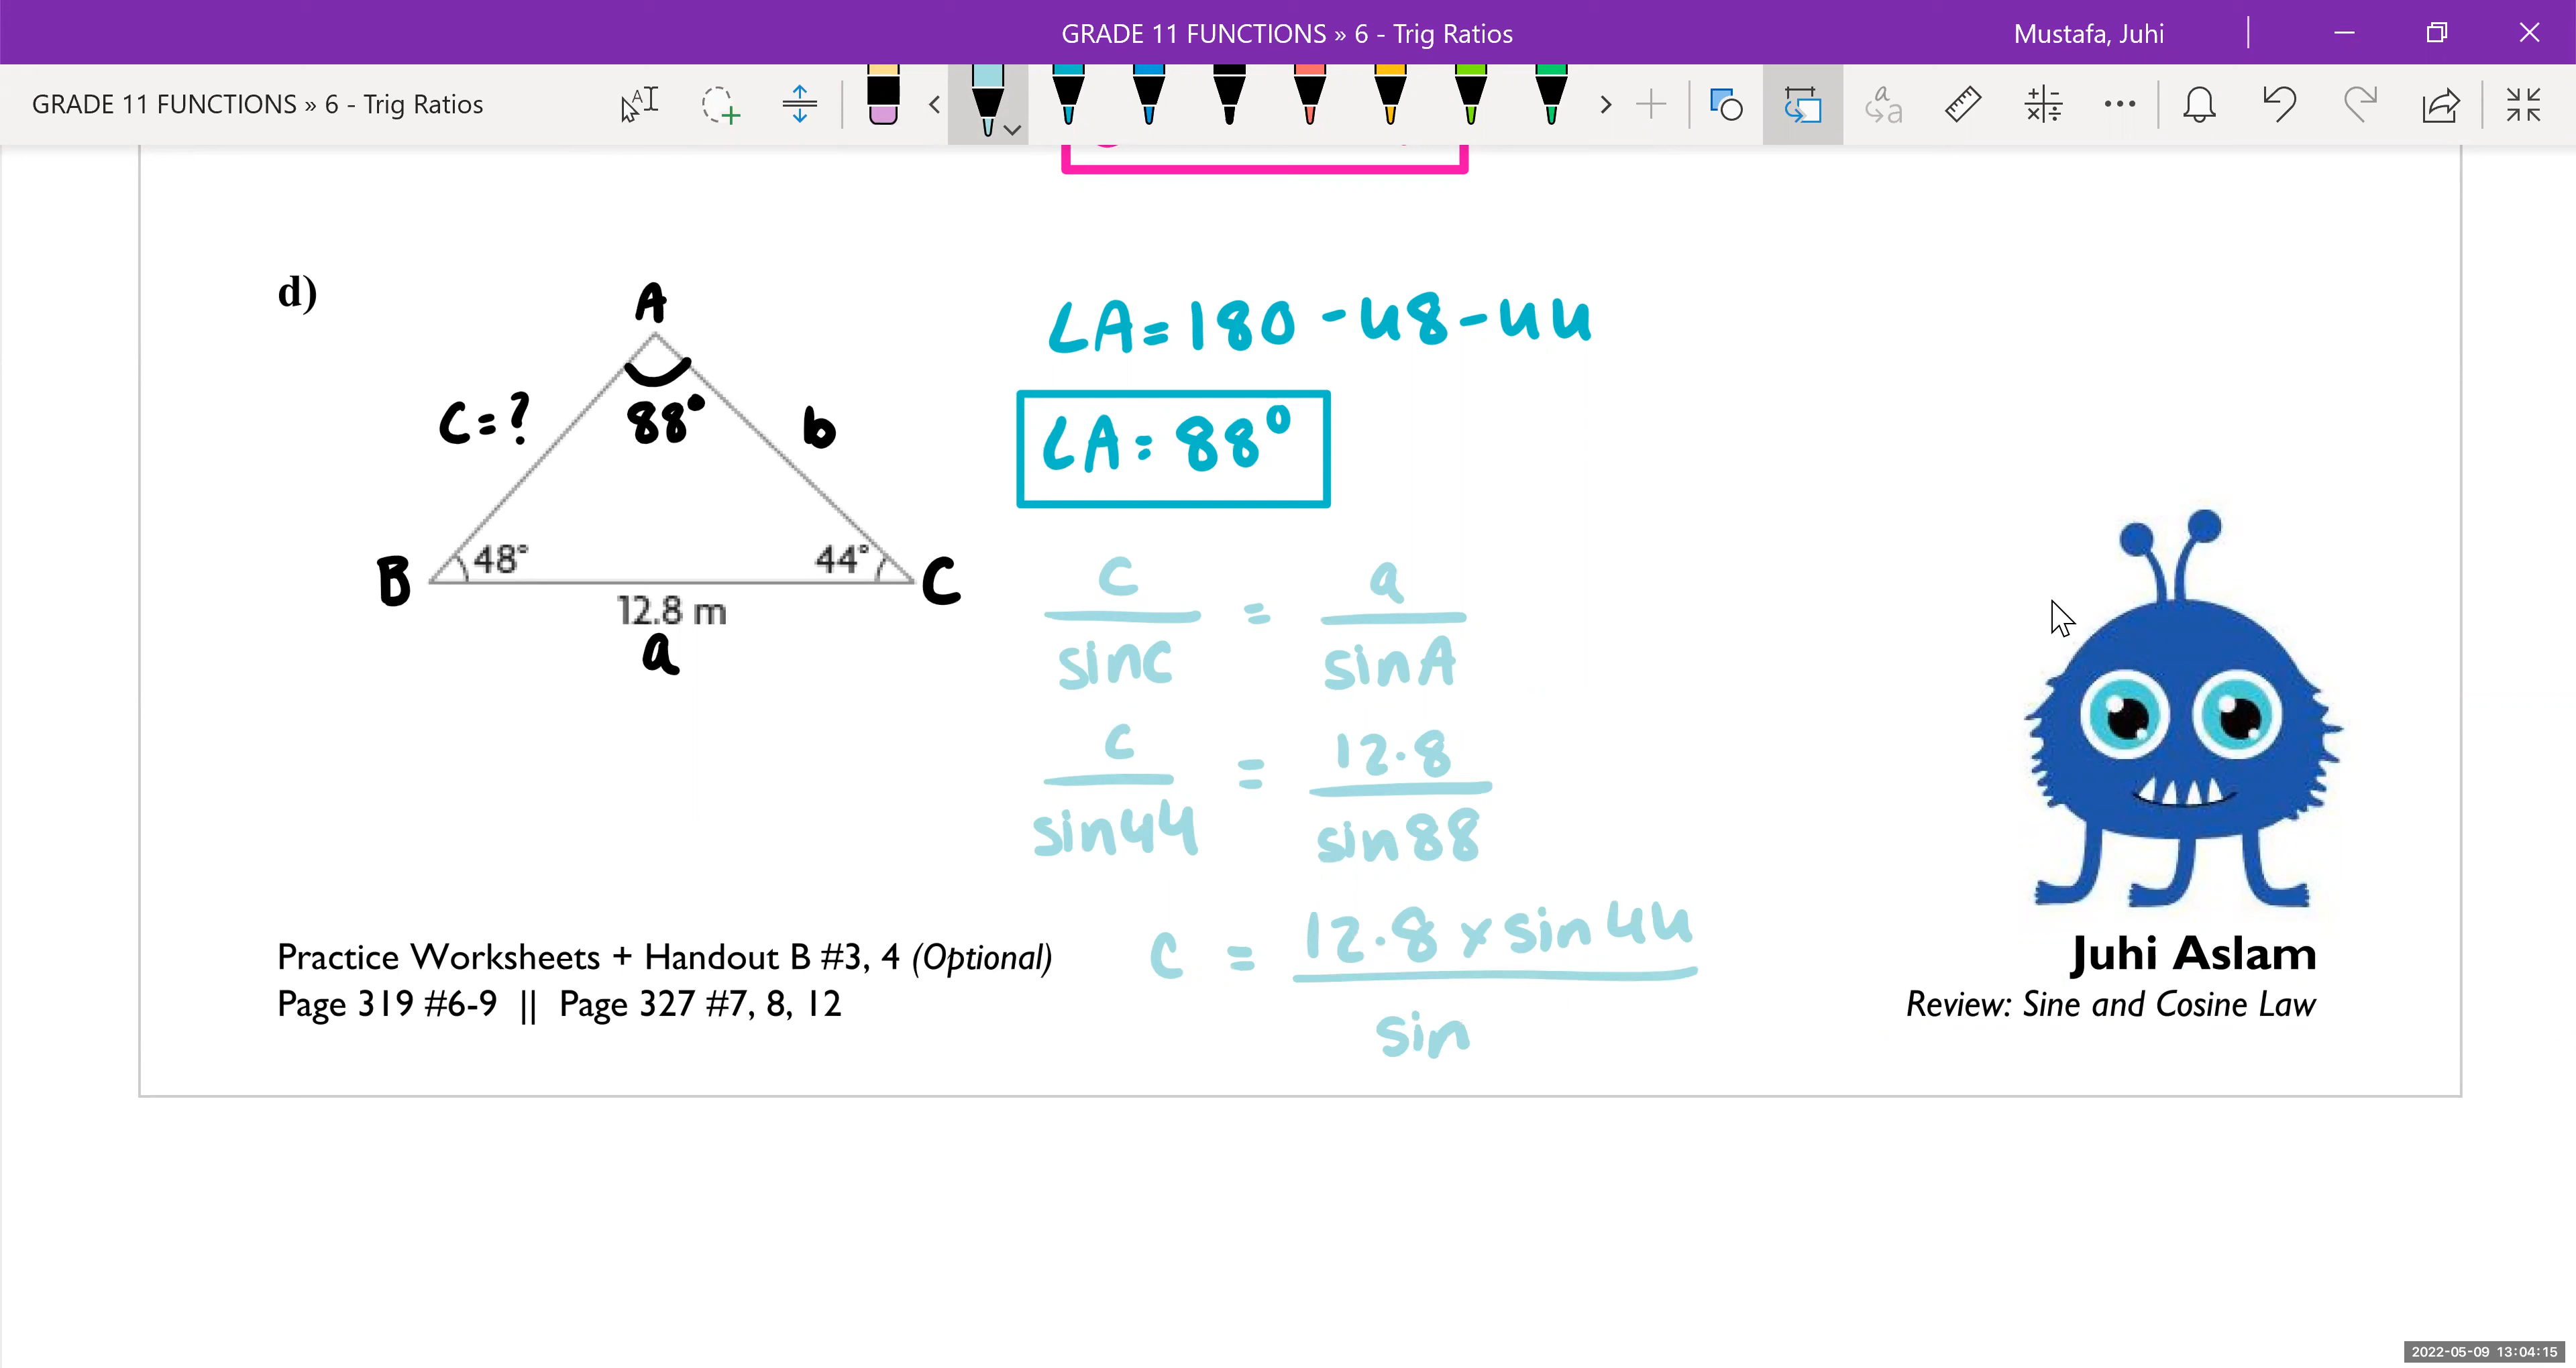 GRADE 11 FUNCTIONS » 6 - Trig Ratios
Mustafa, Juhi
GRADE 11 FUNCTIONS » 6 - Trig Ratios
d)
A
C = ?
88°
b
B
48°
44°
C
12.8 m
a
∠A = 180 - 48 - 44
∠A = 88°
c / sinC = a / sinA
c / sin44 = 12.8 / sin88
c = 12.8 x sin44 / sin
Practice Worksheets + Handout B #3, 4 (Optional)
Page 319 #6-9 || Page 327 #7, 8, 12
Juhi Aslam
Review: Sine and Cosine Law
2022-05-09 13:04:15